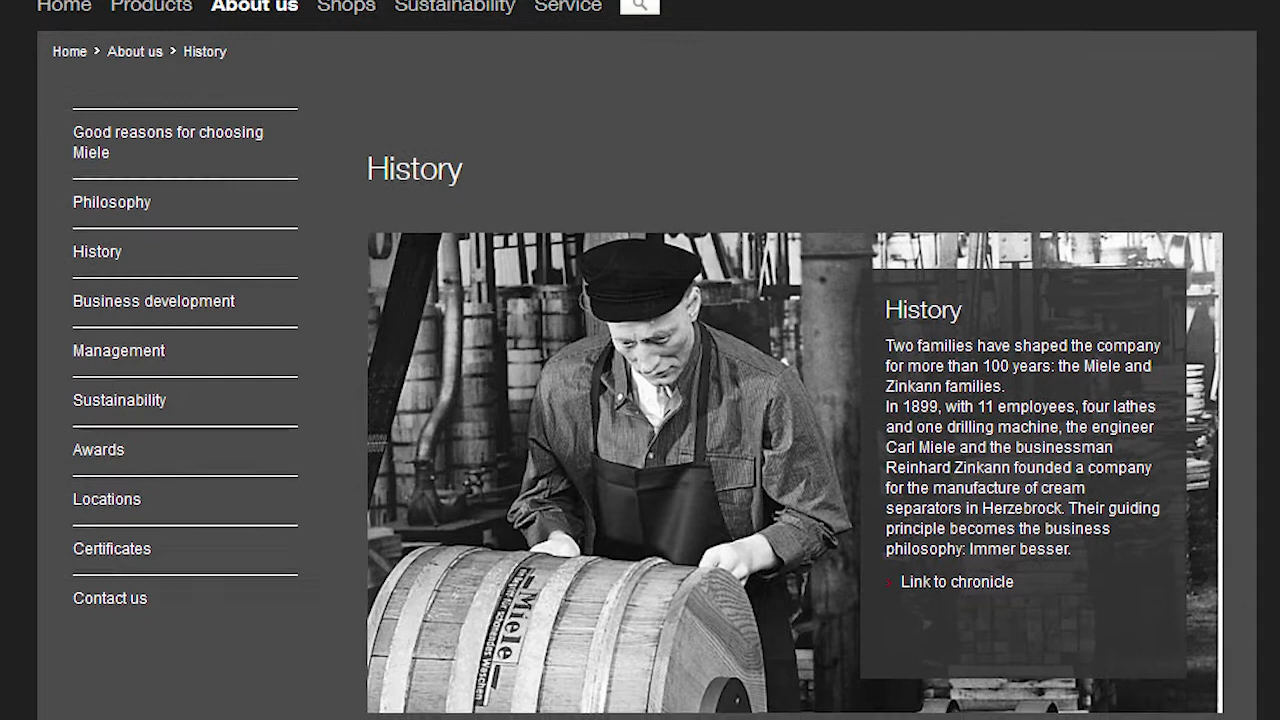 Home Products About us Shops Sustainability Service
Home > About us > History
Good reasons for choosing
Miele
Philosophy
History
Business development
Management
Sustainability
Awards
Locations
Certificates
Contact us
History
History
Two families have shaped the company
for more than 100 years: the Miele and
Zinkann families.
In 1899, with 11 employees, four lathes
and one drilling machine, the engineer
Carl Miele and the businessman
Reinhard Zinkann founded a company
for the manufacture of cream
separators in Herzebrock. Their guiding
principle becomes the business
philosophy: Immer besser.
Link to chronicle
Miele